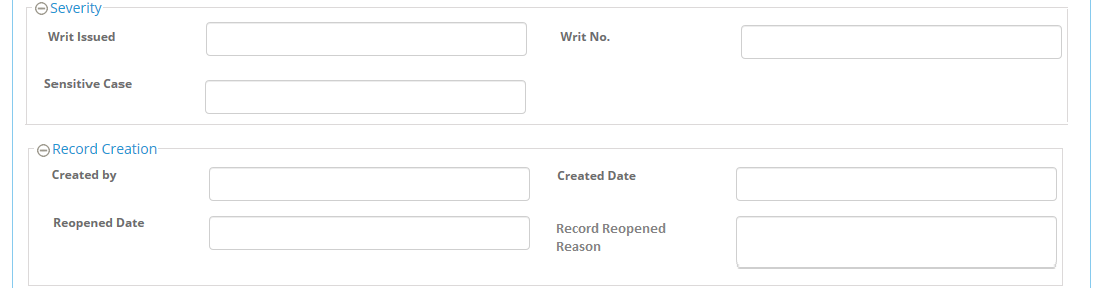 Severity
Writ Issued
Writ No.
Sensitive Case
Record Creation
Created by
Created Date
Reopened Date
Record Reopened
Reason